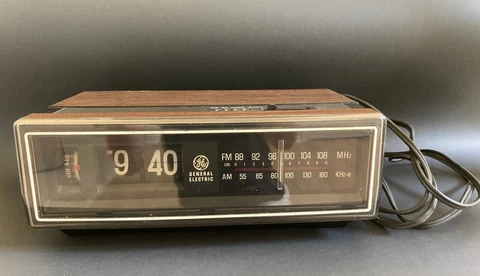 9 40
GE
GENERAL
ELECTRIC
FM 88 92 96 100 104 108 MHz
AM 55 65 80 100 130 160 KHz·10